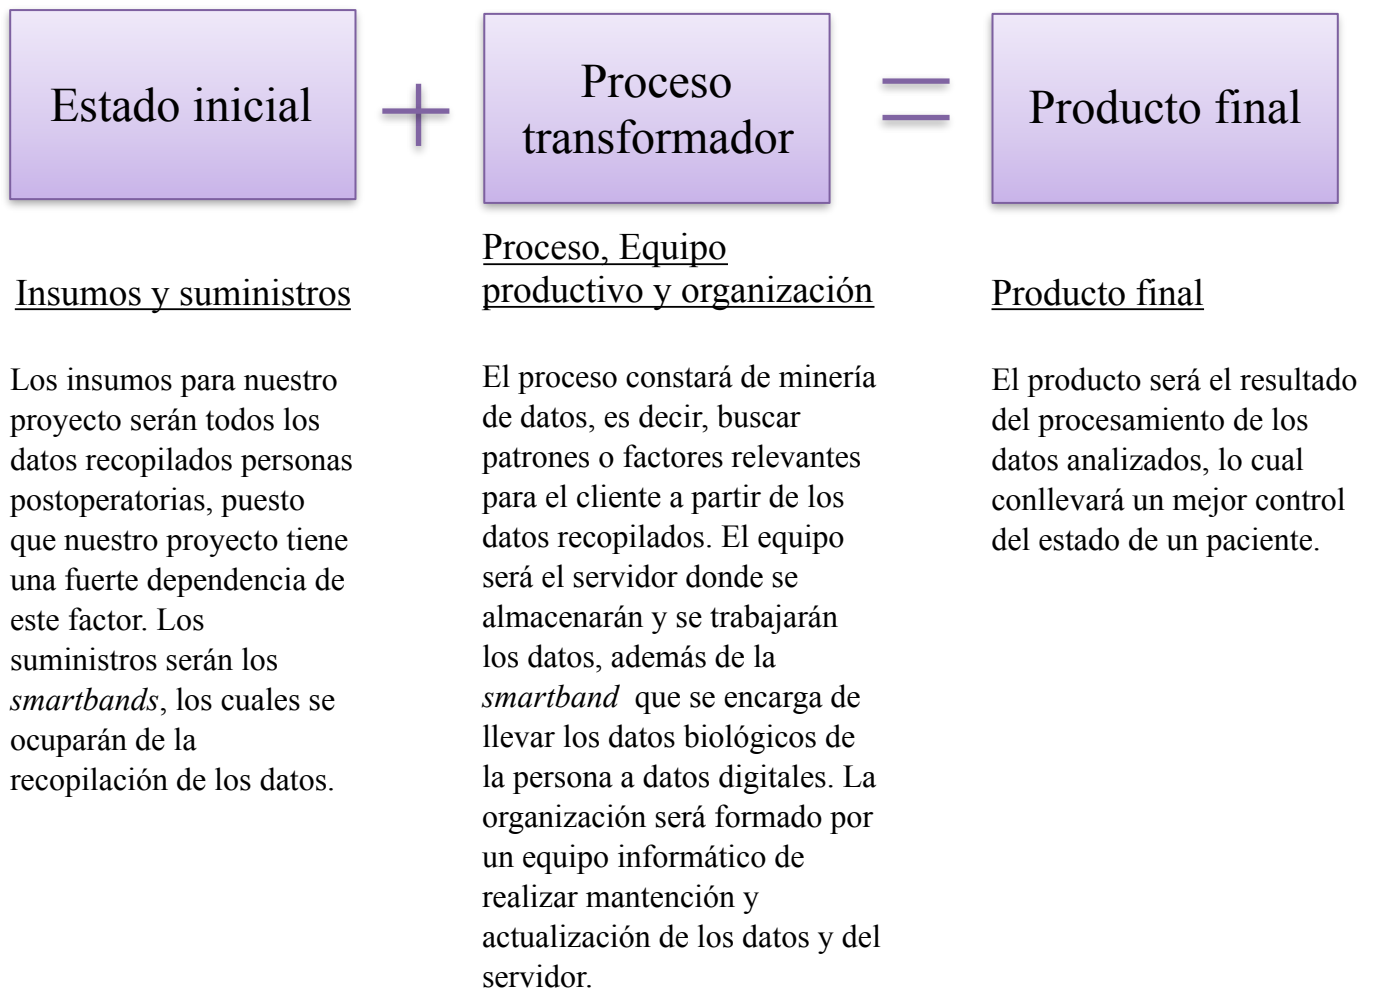 Estado inicial
+
Proceso
transformador
=
Producto final
Insumos y suministros
Los insumos para nuestro
proyecto serán todos los
datos recopilados personas
postoperatorias, puesto
que nuestro proyecto tiene
una fuerte dependencia de
este factor. Los
suministros serán los
smartbands, los cuales se
ocuparán de la
recopilación de los datos.
Proceso, Equipo
productivo y organización
El proceso constará de minería
de datos, es decir, buscar
patrones o factores relevantes
para el cliente a partir de los
datos recopilados. El equipo
será el servidor donde se
almacenarán y se trabajarán
los datos, además de la
smartband que se encarga de
llevar los datos biológicos de
la persona a datos digitales. La
organización será formado por
un equipo informático de
realizar mantención y
actualización de los datos y del
servidor.
Producto final
El producto será el resultado
del procesamiento de los
datos analizados, lo cual
conllevará un mejor control
del estado de un paciente.